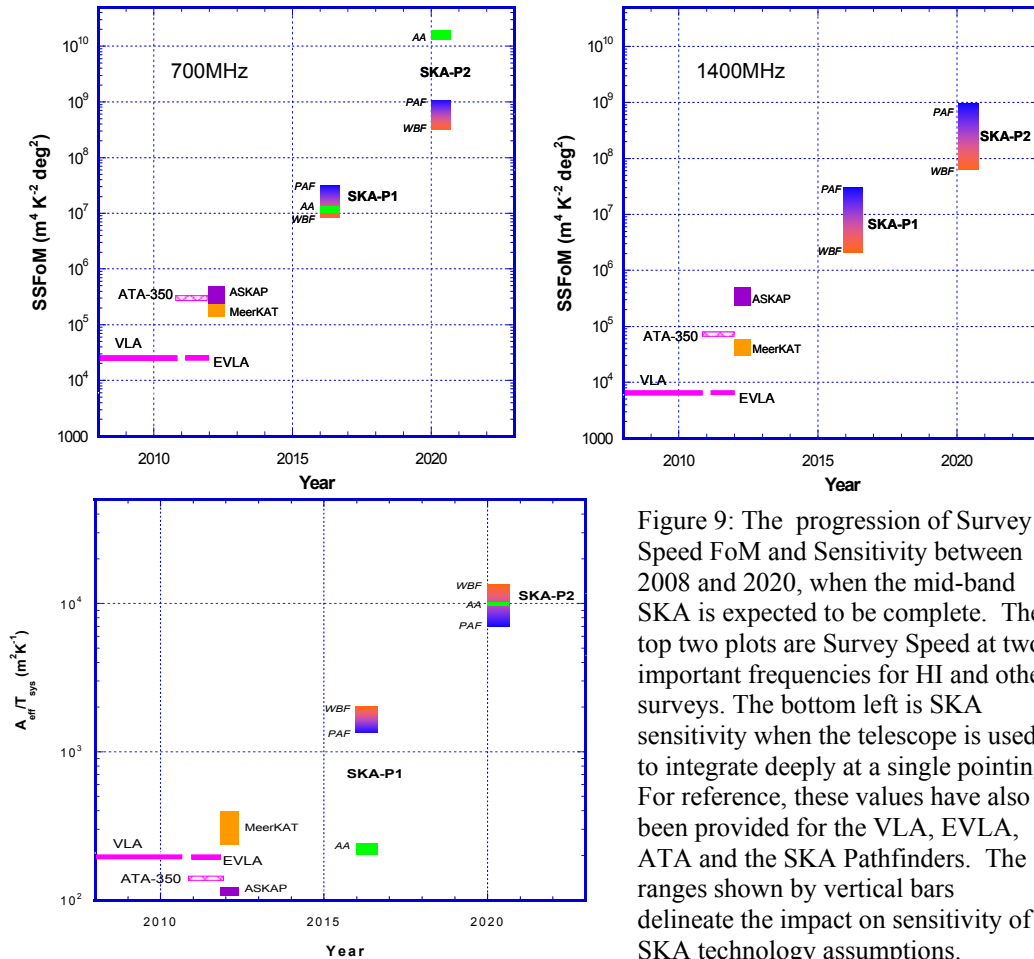 700MHz
SSFoM (m⁴ K⁻² deg²)
10¹⁰
10⁹
10⁸
10⁷
10⁶
10⁵
10⁴
1000
AA
SKA-P2
PAF
WBF
PAF
SKA-P1
AA
WBF
ATA-350
ASKAP
MeerKAT
VLA
EVLA
2010
2015
2020
Year
1400MHz
SSFoM (m⁴ K⁻² deg²)
10¹⁰
10⁹
10⁸
10⁷
10⁶
10⁵
10⁴
1000
PAF
SKA-P2
WBF
PAF
SKA-P1
WBF
ASKAP
ATA-350
MeerKAT
VLA
EVLA
2010
2015
2020
Year
A_eff/T_sys (m²K⁻¹)
10⁴
10³
10²
WBF
SKA-P2
AA
PAF
WBF
PAF
SKA-P1
MeerKAT
VLA
EVLA
AA
ATA-350
ASKAP
2010
2015
2020
Year
Figure 9: The progression of Survey
Speed FoM and Sensitivity between
2008 and 2020, when the mid-band
SKA is expected to be complete. The
top two plots are Survey Speed at two
important frequencies for HI and othe
surveys. The bottom left is SKA
sensitivity when the telescope is used
to integrate deeply at a single pointin
For reference, these values have also
been provided for the VLA, EVLA,
ATA and the SKA Pathfinders. The
ranges shown by vertical bars
delineate the impact on sensitivity of
SKA technology assumptions.